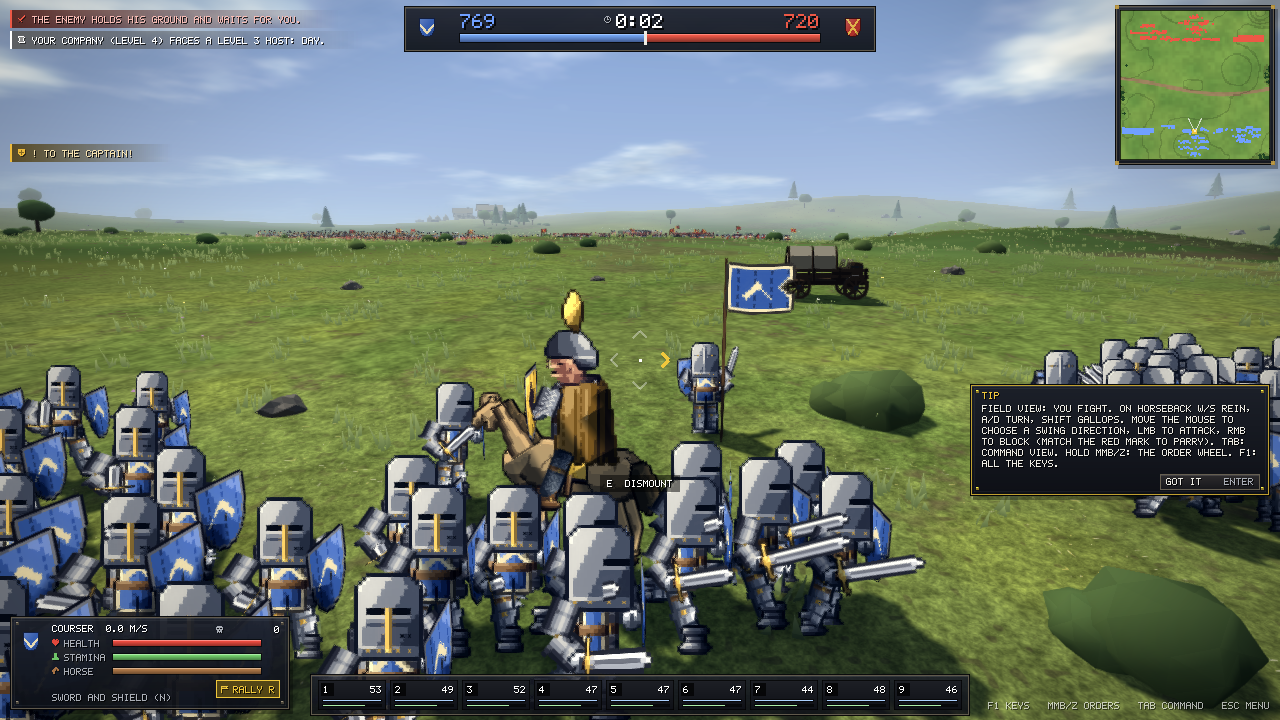 THE ENEMY HOLDS HIS GROUND AND WAITS FOR YOU.
YOUR COMPANY (LEVEL 4) FACES A LEVEL 3 HOST: DAY.
769 0:02 720
! TO THE CAPTAIN!
E DISMOUNT
TIP
FIELD VIEW: YOU FIGHT. ON HORSEBACK W/S REIN,
A/D TURN, SHIFT GALLOPS. MOVE THE MOUSE TO
CHOOSE A SWING DIRECTION, LMB TO ATTACK, RMB
TO BLOCK (MATCH THE RED MARK TO PARRY). TAB:
COMMAND VIEW. HOLD MMB/Z: THE ORDER WHEEL. F1:
ALL THE KEYS.
GOT IT ENTER
COURSER 0.0 M/S 0
HEALTH
STAMINA
HORSE
RALLY R
SWORD AND SHIELD (N)
1 53 2 49 3 52 4 47 5 47 6 47 7 44 8 48 9 46
F1 KEYS MMB/Z ORDERS TAB COMMAND ESC MENU